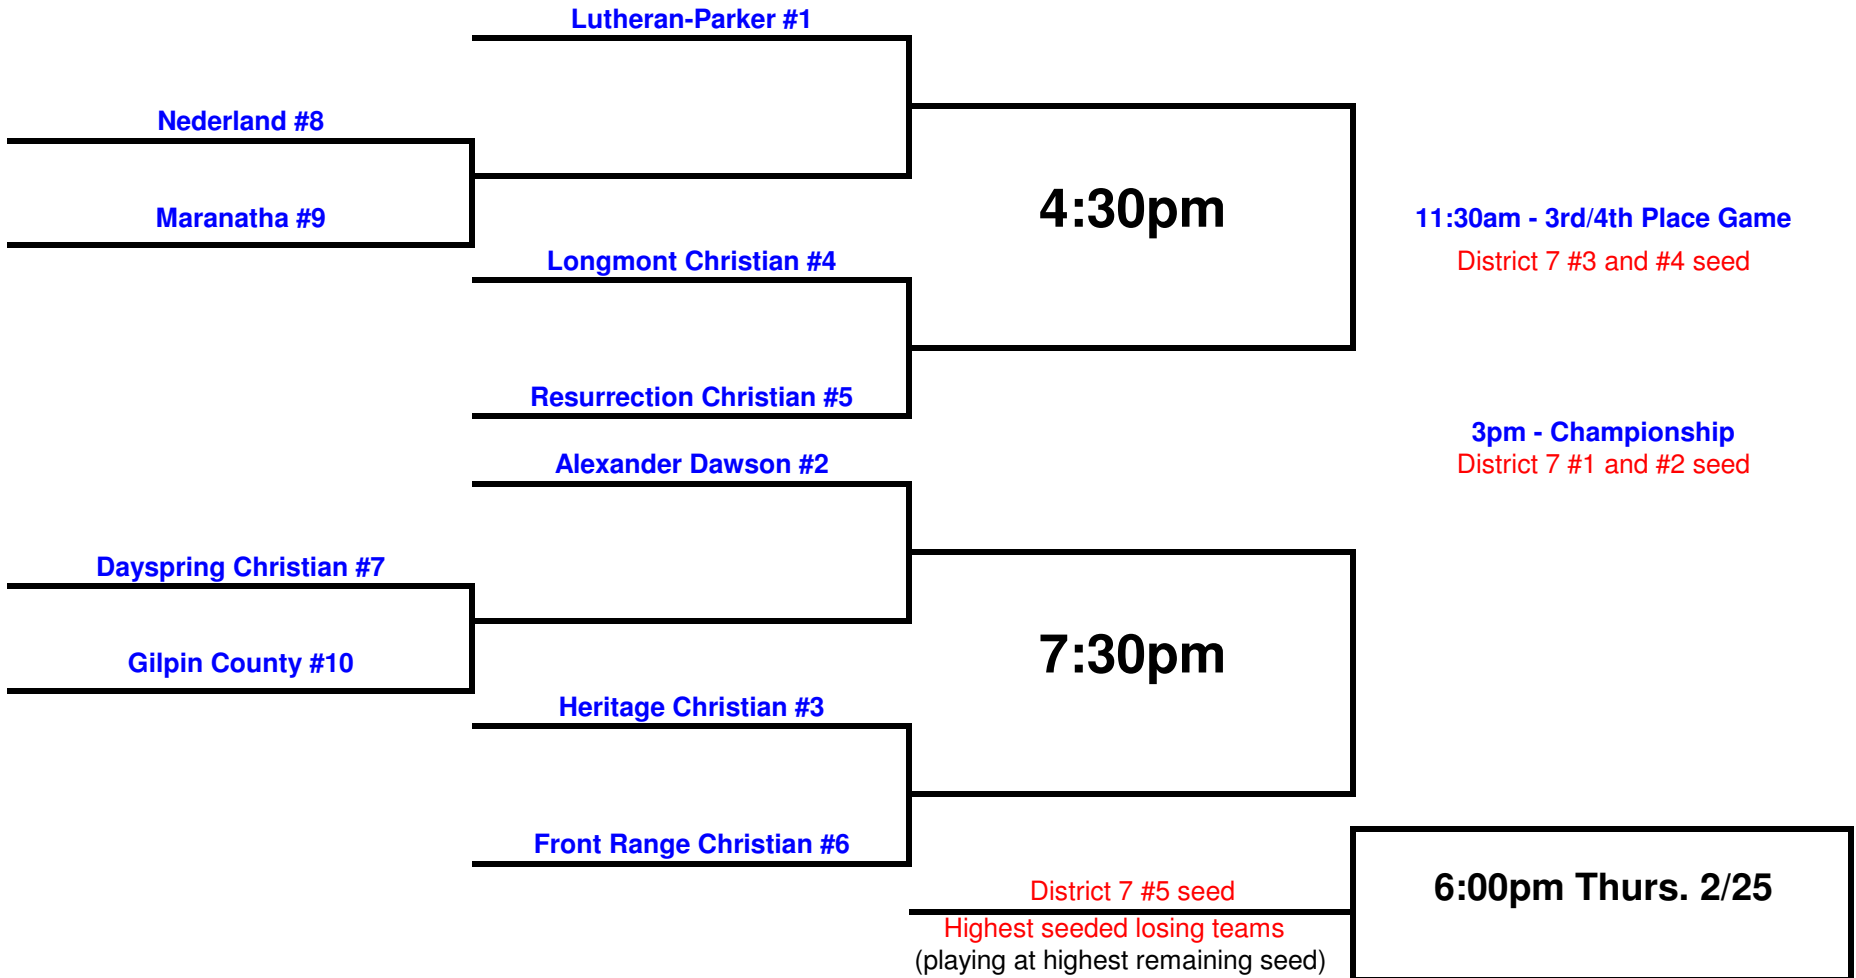 Lutheran-Parker #1
Nederland #8
Maranatha #9
4:30pm
11:30am - 3rd/4th Place Game
District 7 #3 and #4 seed
Longmont Christian #4
Resurrection Christian #5
3pm - Championship
District 7 #1 and #2 seed
Alexander Dawson #2
Dayspring Christian #7
Gilpin County #10
7:30pm
Heritage Christian #3
Front Range Christian #6
District 7 #5 seed
Highest seeded losing teams
(playing at highest remaining seed)
6:00pm Thurs. 2/25